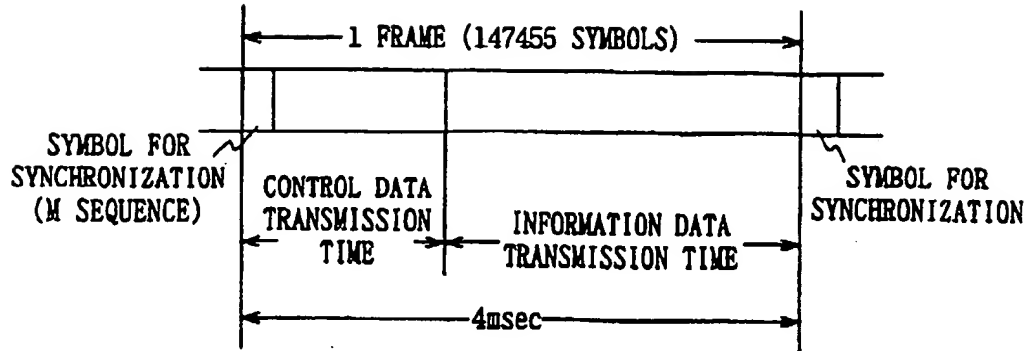 1 FRAME (147455 SYMBOLS)
SYMBOL FOR
SYNCHRONIZATION
(M SEQUENCE)
CONTROL DATA
TRANSMISSION
TIME
INFORMATION DATA
TRANSMISSION TIME
SYMBOL FOR
SYNCHRONIZATION
4msec